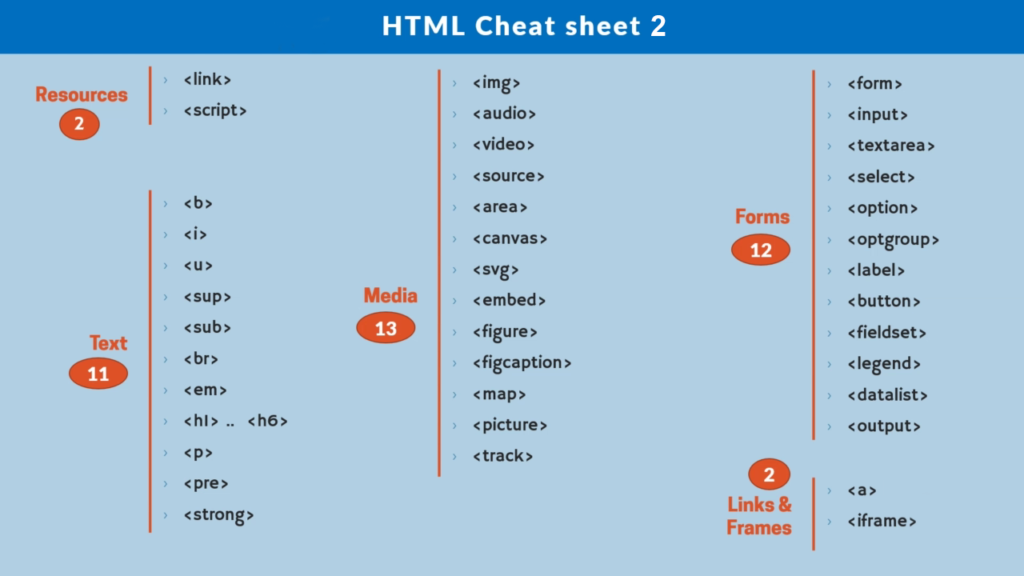 HTML Cheat sheet 2
Resources
2
<link>
<script>
Text
11
<b>
<i>
<u>
<sup>
<sub>
<br>
<em>
<h1> .. <h6>
<p>
<pre>
<strong>
Media
13
<img>
<audio>
<video>
<source>
<area>
<canvas>
<svg>
<embed>
<figure>
<figcaption>
<map>
<picture>
<track>
Forms
12
<form>
<input>
<textarea>
<select>
<option>
<optgroup>
<label>
<button>
<fieldset>
<legend>
<datalist>
<output>
2
Links &
Frames
<a>
<iframe>